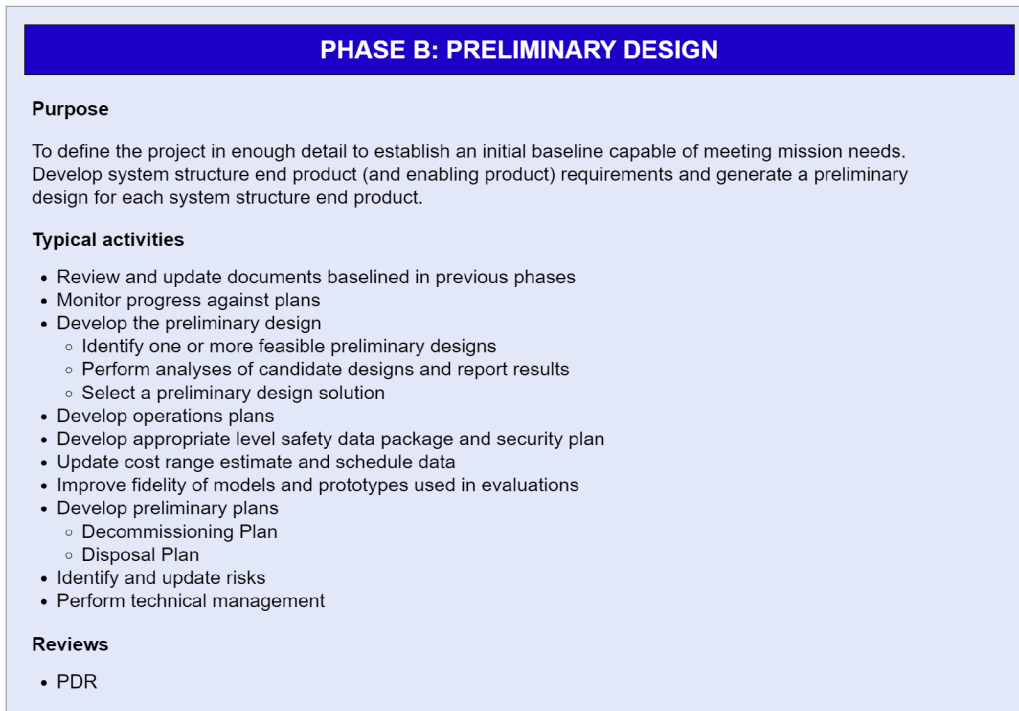 PHASE B: PRELIMINARY DESIGN
Purpose
To define the project in enough detail to establish an initial baseline capable of meeting mission needs.
Develop system structure end product (and enabling product) requirements and generate a preliminary
design for each system structure end product.
Typical activities
• Review and update documents baselined in previous phases
• Monitor progress against plans
• Develop the preliminary design
◦ Identify one or more feasible preliminary designs
◦ Perform analyses of candidate designs and report results
◦ Select a preliminary design solution
• Develop operations plans
• Develop appropriate level safety data package and security plan
• Update cost range estimate and schedule data
• Improve fidelity of models and prototypes used in evaluations
• Develop preliminary plans
◦ Decommissioning Plan
◦ Disposal Plan
• Identify and update risks
• Perform technical management
Reviews
• PDR